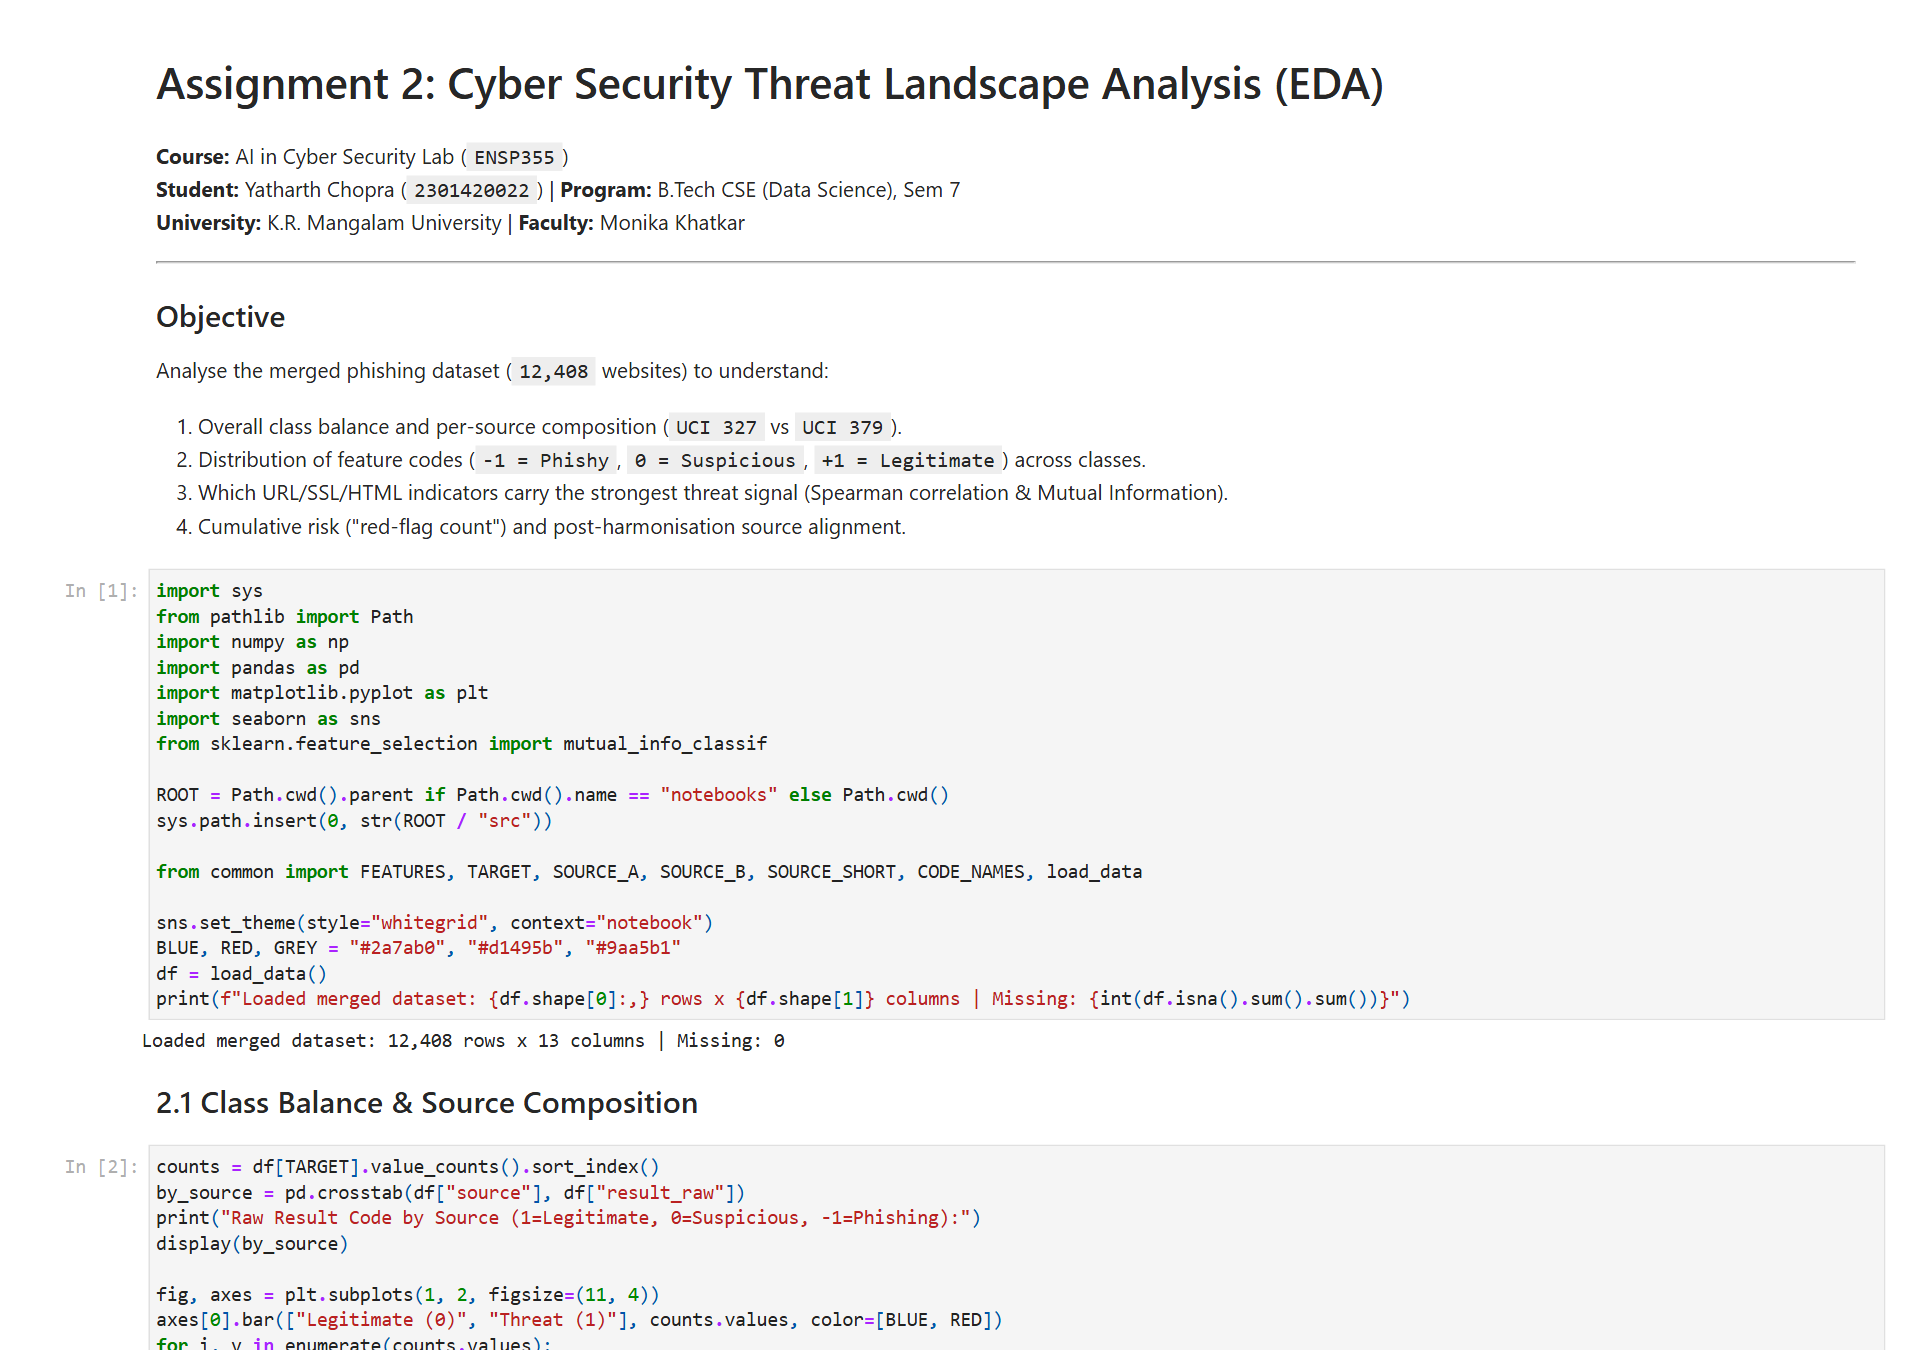 Assignment 2: Cyber Security Threat Landscape Analysis (EDA)
Course: AI in Cyber Security Lab ( ENSP355 )
Student: Yatharth Chopra ( 2301420022 ) | Program: B.Tech CSE (Data Science), Sem 7
University: K.R. Mangalam University | Faculty: Monika Khatkar
Objective
Analyse the merged phishing dataset ( 12,408 websites) to understand:
1. Overall class balance and per-source composition ( UCI 327 vs UCI 379 ).
2. Distribution of feature codes ( -1 = Phishy , 0 = Suspicious , +1 = Legitimate ) across classes.
3. Which URL/SSL/HTML indicators carry the strongest threat signal (Spearman correlation & Mutual Information).
4. Cumulative risk ("red-flag count") and post-harmonisation source alignment.
In [1]:
import sys
from pathlib import Path
import numpy as np
import pandas as pd
import matplotlib.pyplot as plt
import seaborn as sns
from sklearn.feature_selection import mutual_info_classif
ROOT = Path.cwd().parent if Path.cwd().name == "notebooks" else Path.cwd()
sys.path.insert(0, str(ROOT / "src"))
from common import FEATURES, TARGET, SOURCE_A, SOURCE_B, SOURCE_SHORT, CODE_NAMES, load_data
sns.set_theme(style="whitegrid", context="notebook")
BLUE, RED, GREY = "#2a7ab0", "#d1495b", "#9aa5b1"
df = load_data()
print(f"Loaded merged dataset: {df.shape[0]:,} rows x {df.shape[1]} columns | Missing: {int(df.isna().sum().sum())}")
Loaded merged dataset: 12,408 rows x 13 columns | Missing: 0
2.1 Class Balance & Source Composition
In [2]:
counts = df[TARGET].value_counts().sort_index()
by_source = pd.crosstab(df["source"], df["result_raw"])
print("Raw Result Code by Source (1=Legitimate, 0=Suspicious, -1=Phishing):")
display(by_source)
fig, axes = plt.subplots(1, 2, figsize=(11, 4))
axes[0].bar(["Legitimate (0)", "Threat (1)"], counts.values, color=[BLUE, RED])
for i, v in enumerate(counts.values):